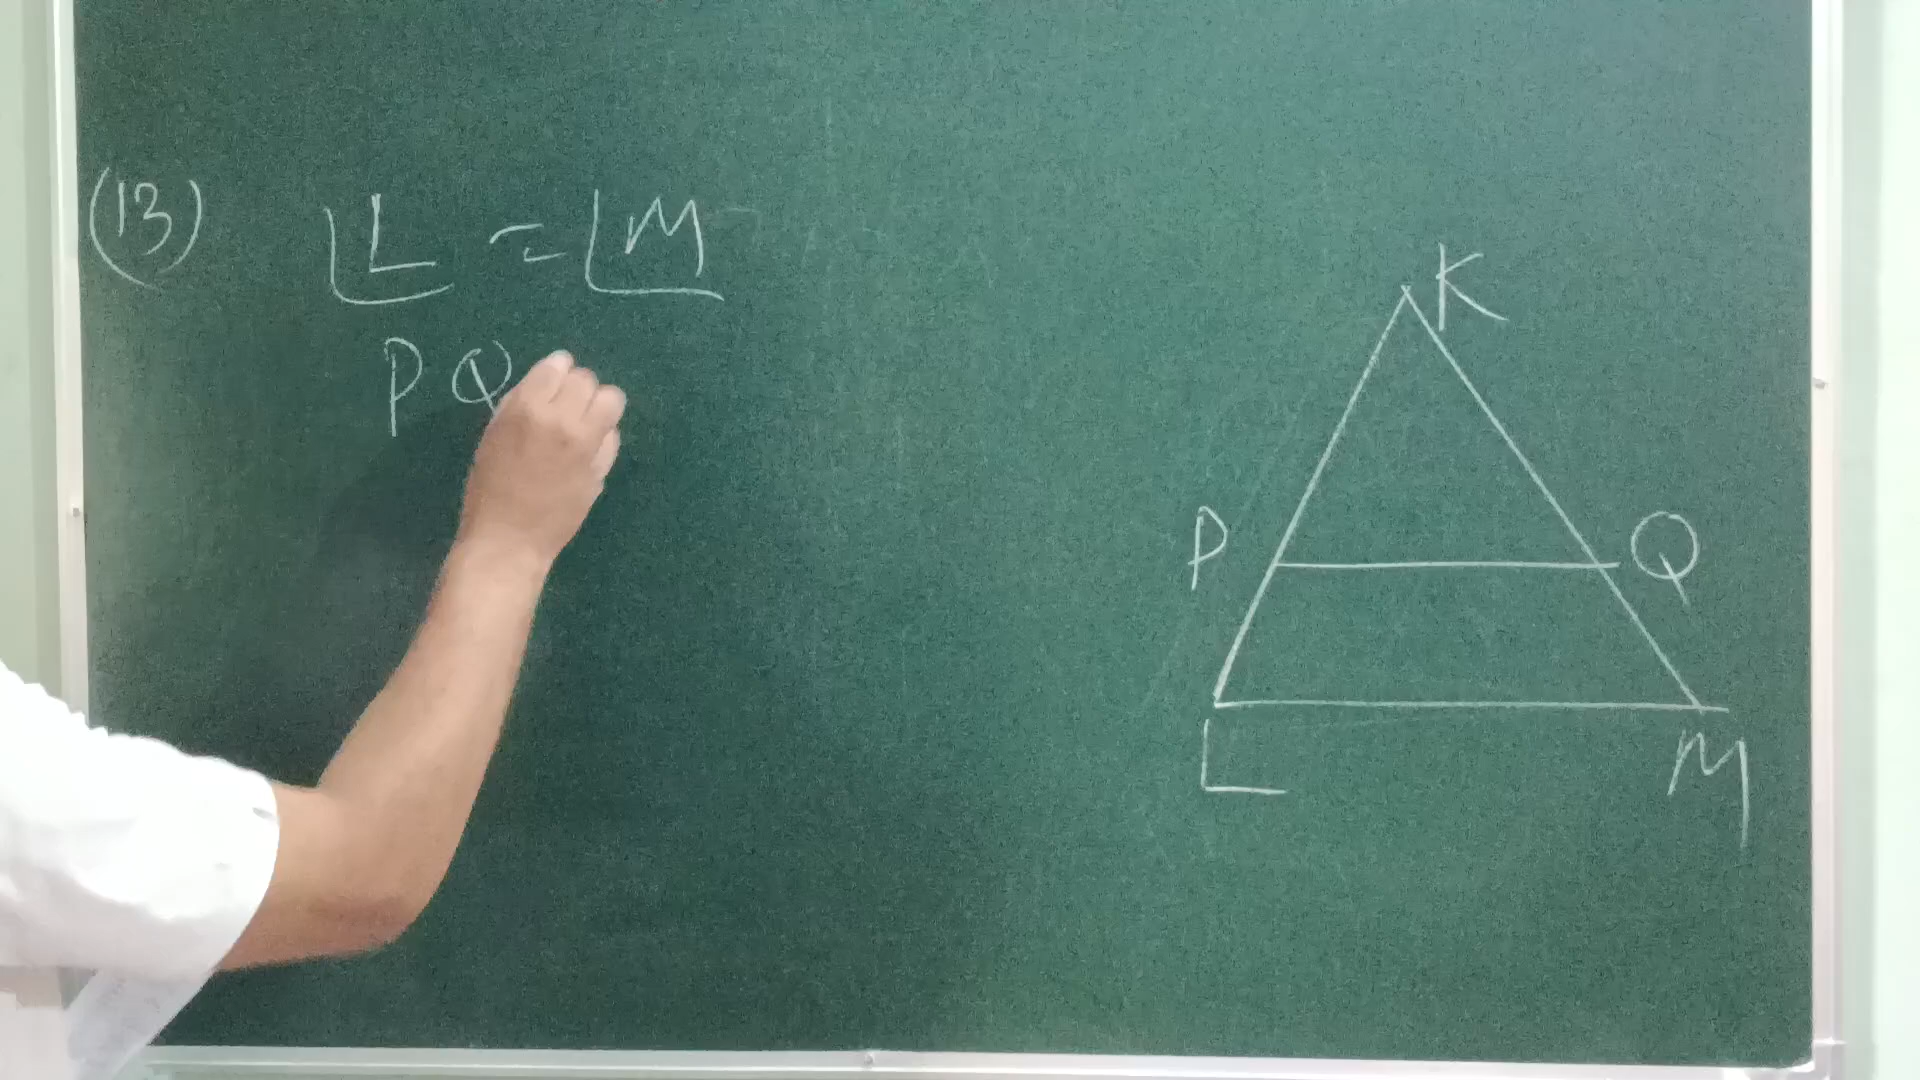 (13) ∠L = ∠M
PQ
K
P Q
L M